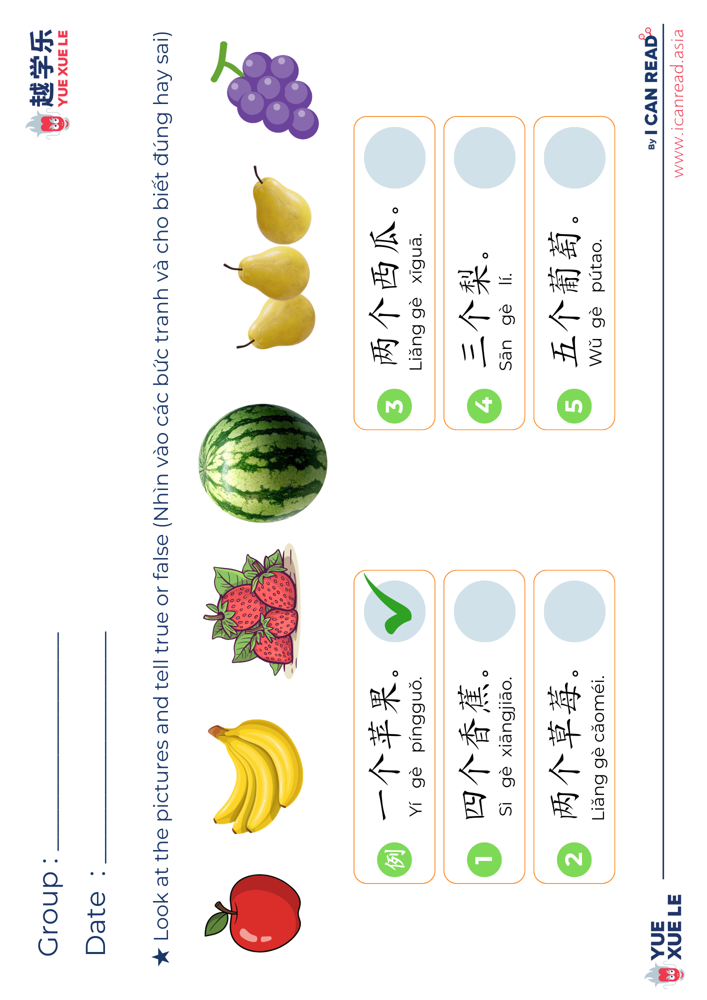 越学乐
YUE XUE LE
Group : ____________
Date : ____________
★ Look at the pictures and tell true or false (Nhìn vào các bức tranh và cho biết đúng hay sai)
例
一个苹果。
Yí gè píngguǒ.
1
四个香蕉。
Sì gè xiāngjiāo.
2
两个草莓。
Liǎng gè cǎoméi.
3
两个西瓜。
Liǎng gè xīguā.
4
三个梨。
Sān gè lí.
5
五个葡萄。
Wǔ gè pútao.
YUE
XUE LE
By I CAN READ
www.icanread.asia